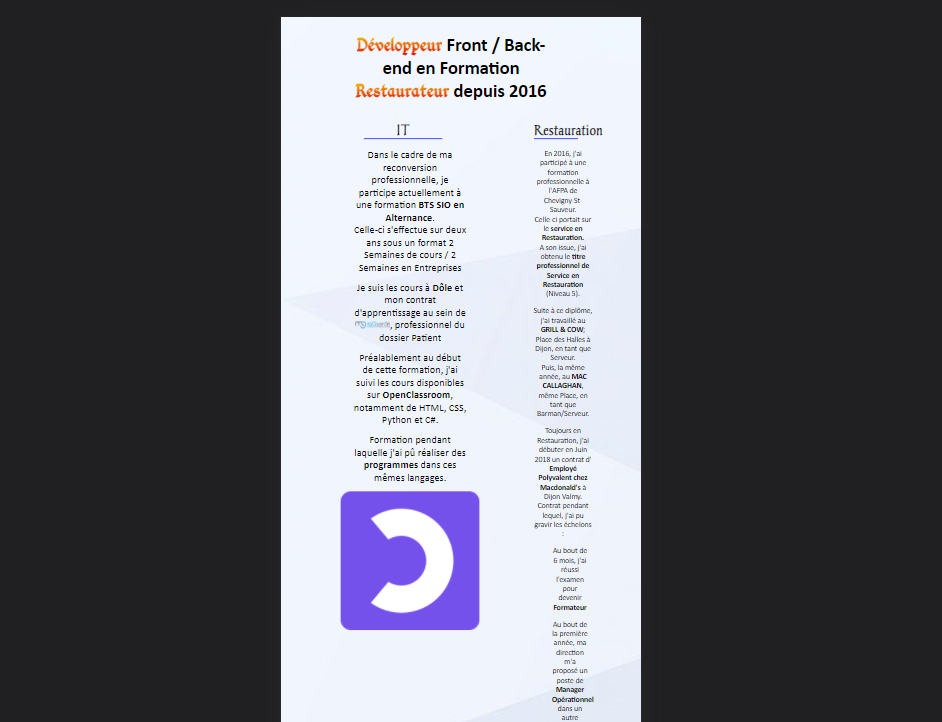 Développeur Front / Back-
end en Formation
Restaurateur depuis 2016
IT
Dans le cadre de ma
reconversion
professionnelle, je
participe actuellement à
une formation BTS SIO en
Alternance.
Celle-ci s'effectue sur deux
ans sous un format 2
Semaines de cours / 2
Semaines en Entreprises
Je suis les cours à Dôle et
mon contrat
d'apprentissage au sein de
, professionnel du
dossier Patient
Préalablement au début
de cette formation, j'ai
suivi les cours disponibles
sur OpenClassroom,
notamment de HTML, CSS,
Python et C#.
Formation pendant
laquelle j'ai pû réaliser des
programmes dans ces
mêmes langages.
Restauration
En 2016, j'ai
participé à une
formation
professionnelle à
l'AFPA de
Chevigny St
Sauveur.
Celle ci portait sur
le service en
Restauration.
A son issue, j'ai
obtenu le titre
professionnel de
Service en
Restauration
(Niveau 5).
Suite à ce diplôme,
j'ai travaillé au
GRILL & COW;
Place des Halles à
Dijon, en tant que
Serveur.
Puis, la même
année, au MAC
CALLAGHAN,
même Place, en
tant que
Barman/Serveur.
Toujours en
Restauration, j'ai
débuter en Juin
2018 un contrat d'
Employé
Polyvalent chez
Macdonald's à
Dijon Valmy.
Contrat pendant
lequel, j'ai pu
gravir les échelons
:
Au bout de
6 mois, j'ai
réussi
l'examen
pour
devenir
Formateur
Au bout de
la première
année, ma
direction
m'a
proposé un
poste de
Manager
Opérationnel
dans un
autre